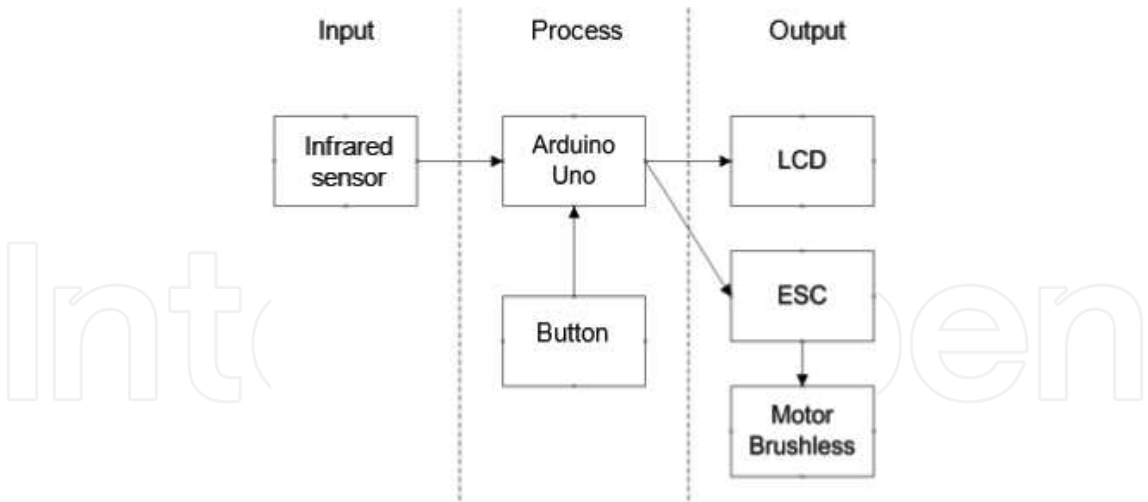 Input
Process
Output
Infrared
sensor
Arduino
Uno
LCD
ESC
Button
Motor
Brushless